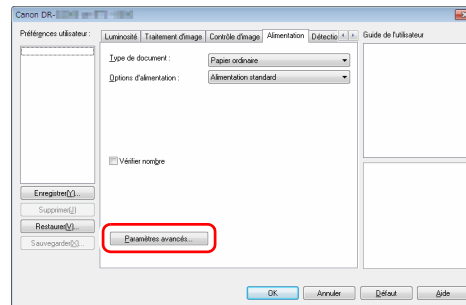 Canon DR-
Préférences utilisateur :
Luminosité Traitement d'image Contrôle d'image Alimentation Détectio
Guide de l'utilisateur
Type de document : Papier ordinaire
Options d'alimentation : Alimentation standard
Vérifier nombre
Enregistrer(Y)...
Supprimer(J)
Restaurer(V)...
Sauvegarder(X)...
Paramètres avancés...
OK Annuler Défaut Aide